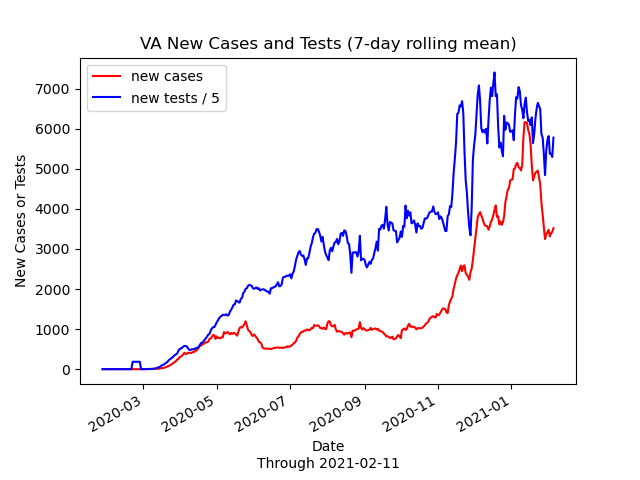 VA New Cases and Tests (7-day rolling mean)
new cases
new tests / 5
New Cases or Tests
7000
6000
5000
4000
3000
2000
1000
0
2020-03
2020-05
2020-07
2020-09
2020-11
2021-01
Date
Through 2021-02-11